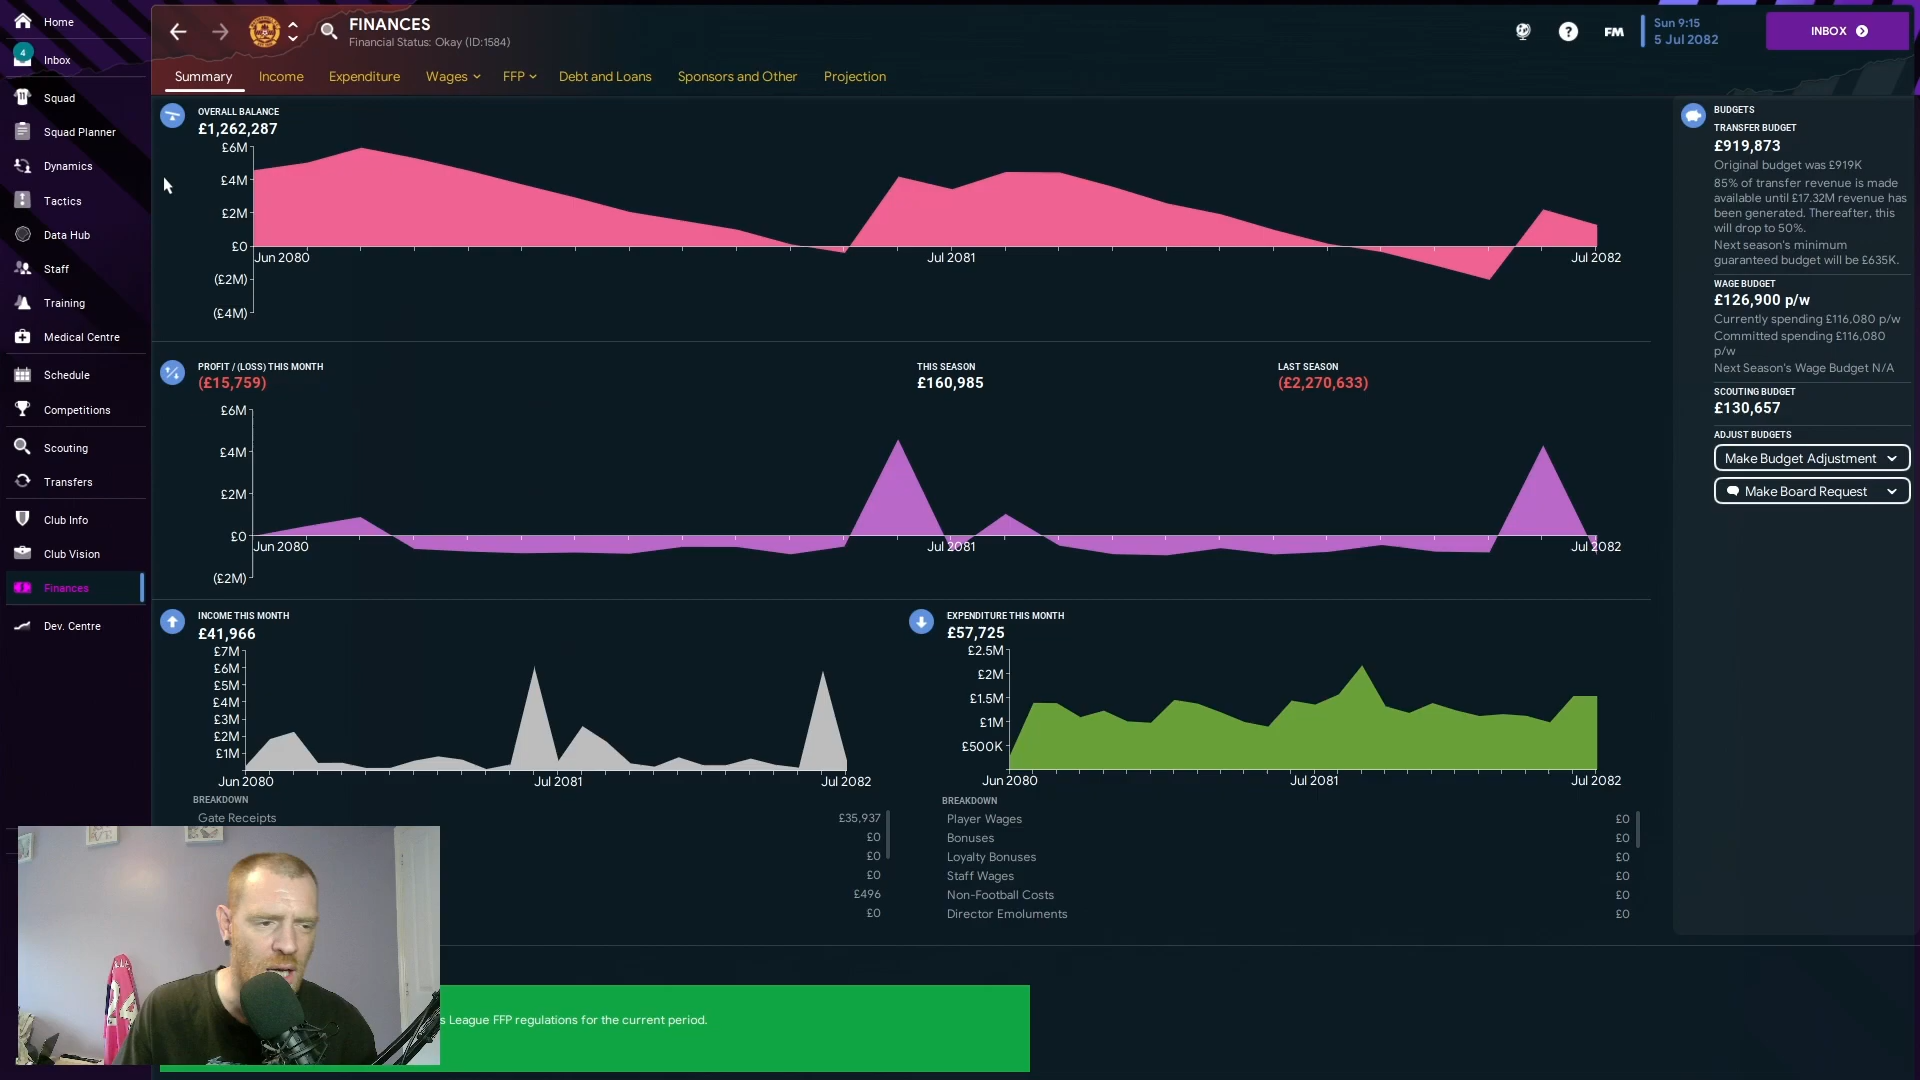 Home
4
Inbox
Squad
Squad Planner
Dynamics
Tactics
Data Hub
Staff
Training
Medical Centre
Schedule
Competitions
Scouting
Transfers
Club Info
Club Vision
Finances
Dev. Centre
FINANCES
Financial Status: Okay (ID:1584)
?
FM
Sun 9:15
5 Jul 2082
INBOX
Summary Income Expenditure Wages FFP Debt and Loans Sponsors and Other Projection
OVERALL BALANCE
£1,262,287
£6M
£4M
£2M
£0
(£2M)
(£4M)
Jun 2080 Jul 2081 Jul 2082
PROFIT / (LOSS) THIS MONTH
(£15,759)
THIS SEASON
£160,985
LAST SEASON
(£2,270,633)
£6M
£4M
£2M
£0
(£2M)
Jun 2080 Jul 2081 Jul 2082
INCOME THIS MONTH
£41,966
£7M
£6M
£5M
£4M
£3M
£2M
£1M
Jun 2080 Jul 2081 Jul 2082
BREAKDOWN
Gate Receipts £35,937
£0
£0
£0
£496
£0
EXPENDITURE THIS MONTH
£57,725
£2.5M
£2M
£1.5M
£1M
£500K
Jun 2080 Jul 2081 Jul 2082
BREAKDOWN
Player Wages £0
Bonuses £0
Loyalty Bonuses £0
Staff Wages £0
Non-Football Costs £0
Director Emoluments £0
s League FFP regulations for the current period.
BUDGETS
TRANSFER BUDGET
£919,873
Original budget was £919K
85% of transfer revenue is made
available until £17.32M revenue has
been generated. Thereafter, this
will drop to 50%.
Next season's minimum
guaranteed budget will be £635K.
WAGE BUDGET
£126,900 p/w
Currently spending £116,080 p/w
Committed spending £116,080
p/w
Next Season's Wage Budget N/A
SCOUTING BUDGET
£130,657
ADJUST BUDGETS
Make Budget Adjustment
Make Board Request